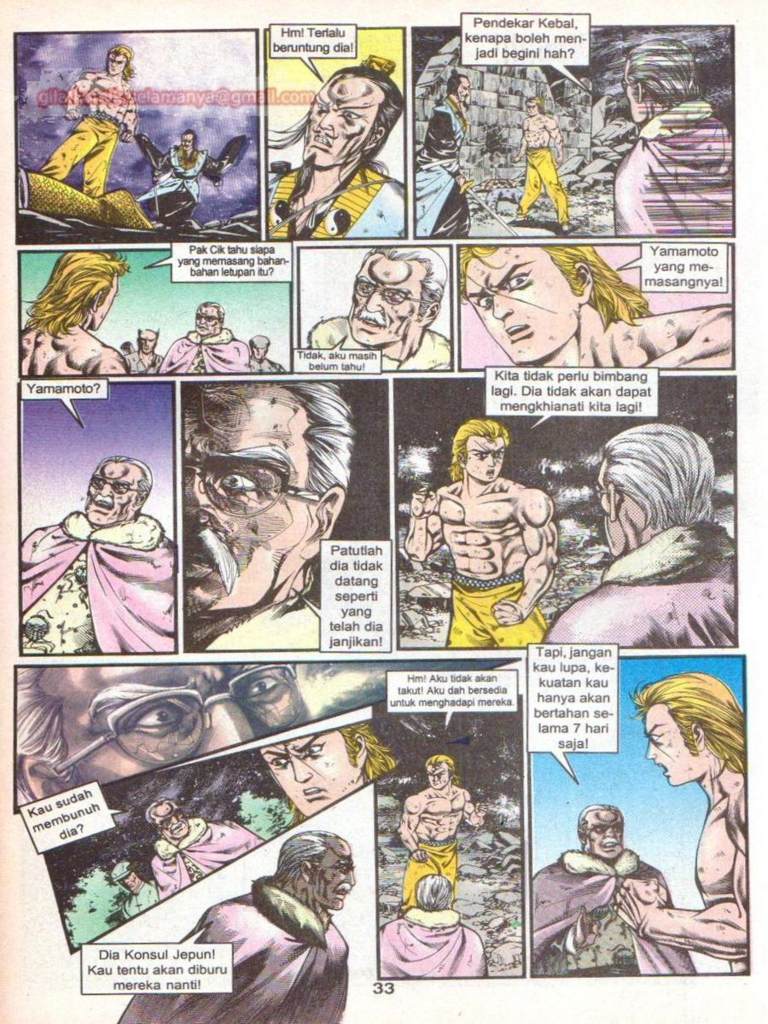 Hm! Terlalu
beruntung dia!
Pendekar Kebal,
kenapa boleh men-
jadi begini hah?
Pak Cik tahu siapa
yang memasang bahan-
bahan letupan itu?
Tidak, aku masih
belum tahu!
Yamamoto
yang me-
masangnya!
Yamamoto?
Patutlah
dia tidak
datang
seperti
yang
telah dia
janjikan!
Kita tidak perlu bimbang
lagi. Dia tidak akan dapat
mengkhianati kita lagi!
Kau sudah
membunuh
dia?
Dia Konsul Jepun!
Kau tentu akan diburu
mereka nanti!
Hm! Aku tidak akan
takut! Aku dah bersedia
untuk menghadapi mereka.
Tapi, jangan
kau lupa, ke-
kuatan kau
hanya akan
bertahan se-
lama 7 hari
saja!
33